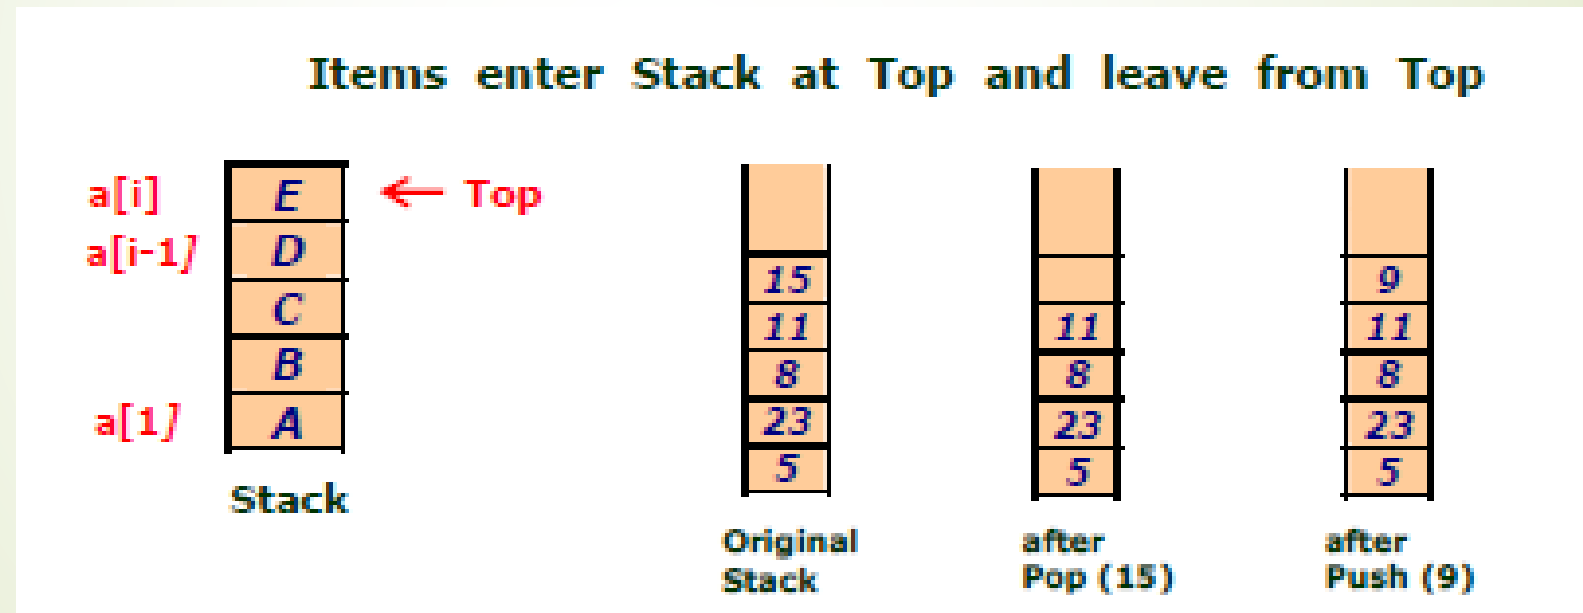 Items enter Stack at Top and leave from Top
a[i]
E
← Top
a[i-1]
D
C
B
a[1]
A
Stack
15
11
8
23
5
Original
Stack
11
8
23
5
after
Pop (15)
9
11
8
23
5
after
Push (9)